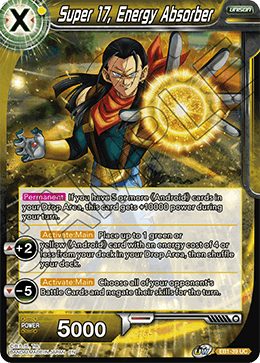 X
Super 17, Energy Absorber
UNISON
Permanent If you have 5 or more {Android} cards in
your Drop Area, this card gets +10000 power during
your turn.
+2
Activate:Main Place up to 1 green or
yellow {Android} card with an energy cost of 4 or
less from your deck in your Drop Area, then shuffle
your deck.
-5
Activate:Main Choose all of your opponent's
Battle Cards and negate their skills for the turn.
POWER
5000
EB1-39 UC